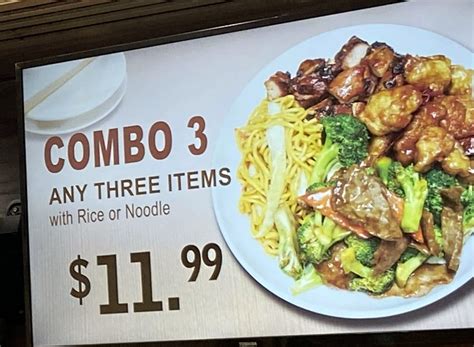 COMBO 3
ANY THREE ITEMS
with Rice or Noodle
$11.99